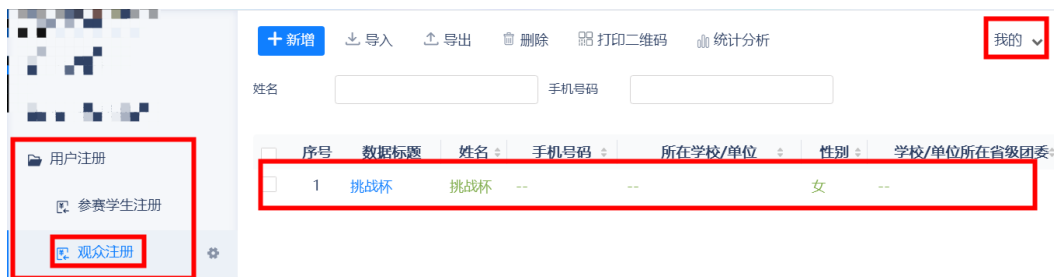 新增 导入 导出 删除 打印二维码 统计分析 我的
姓名 手机号码
用户注册
序号 数据标题 姓名 手机号码 所在学校/单位 性别 学校/单位所在省级团委
1 挑战杯 挑战杯 -- -- 女 --
参赛学生注册
观众注册